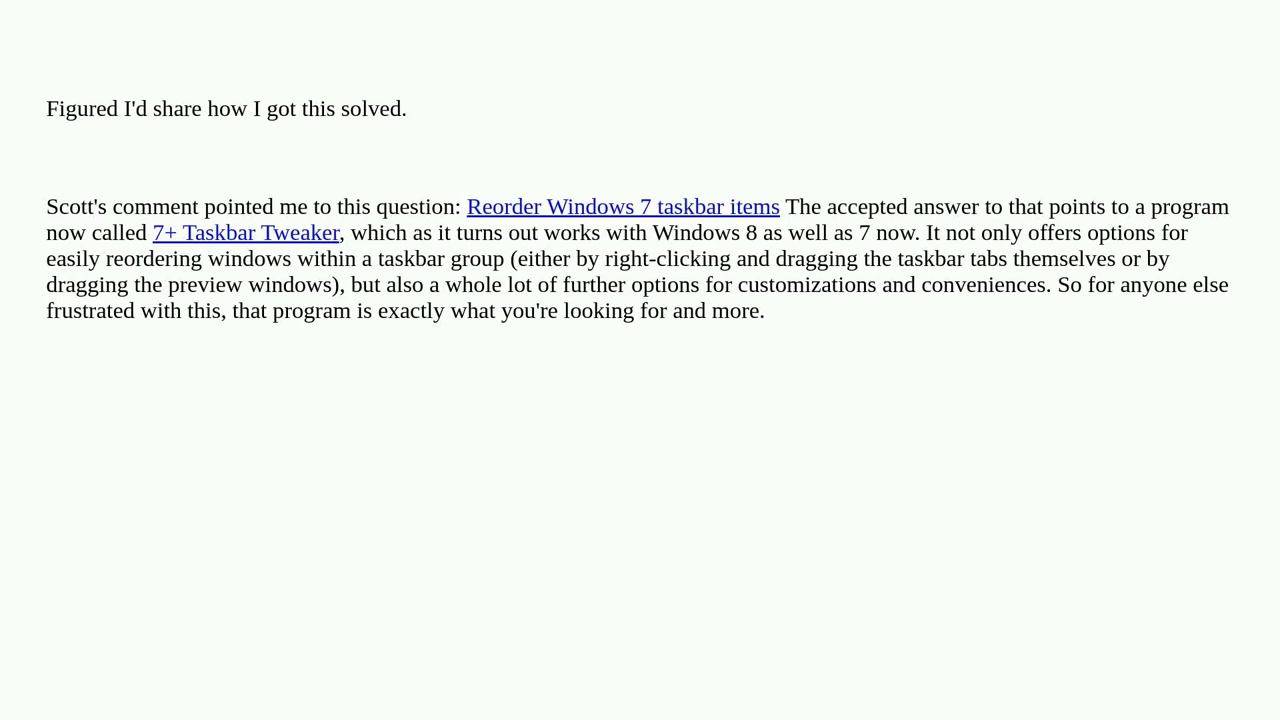 Figured I'd share how I got this solved.
Scott's comment pointed me to this question: Reorder Windows 7 taskbar items The accepted answer to that points to a program
now called 7+ Taskbar Tweaker, which as it turns out works with Windows 8 as well as 7 now. It not only offers options for
easily reordering windows within a taskbar group (either by right-clicking and dragging the taskbar tabs themselves or by
dragging the preview windows), but also a whole lot of further options for customizations and conveniences. So for anyone else
frustrated with this, that program is exactly what you're looking for and more.